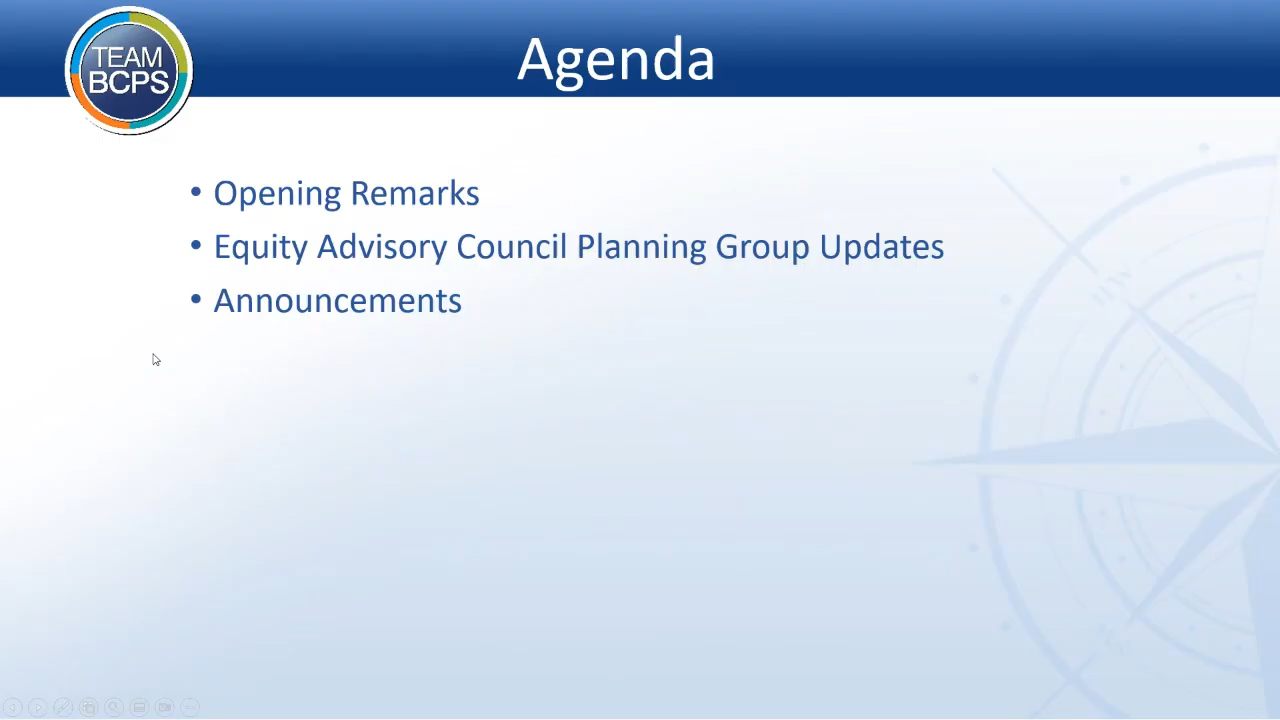 TEAM
BCPS
Agenda
• Opening Remarks
• Equity Advisory Council Planning Group Updates
• Announcements